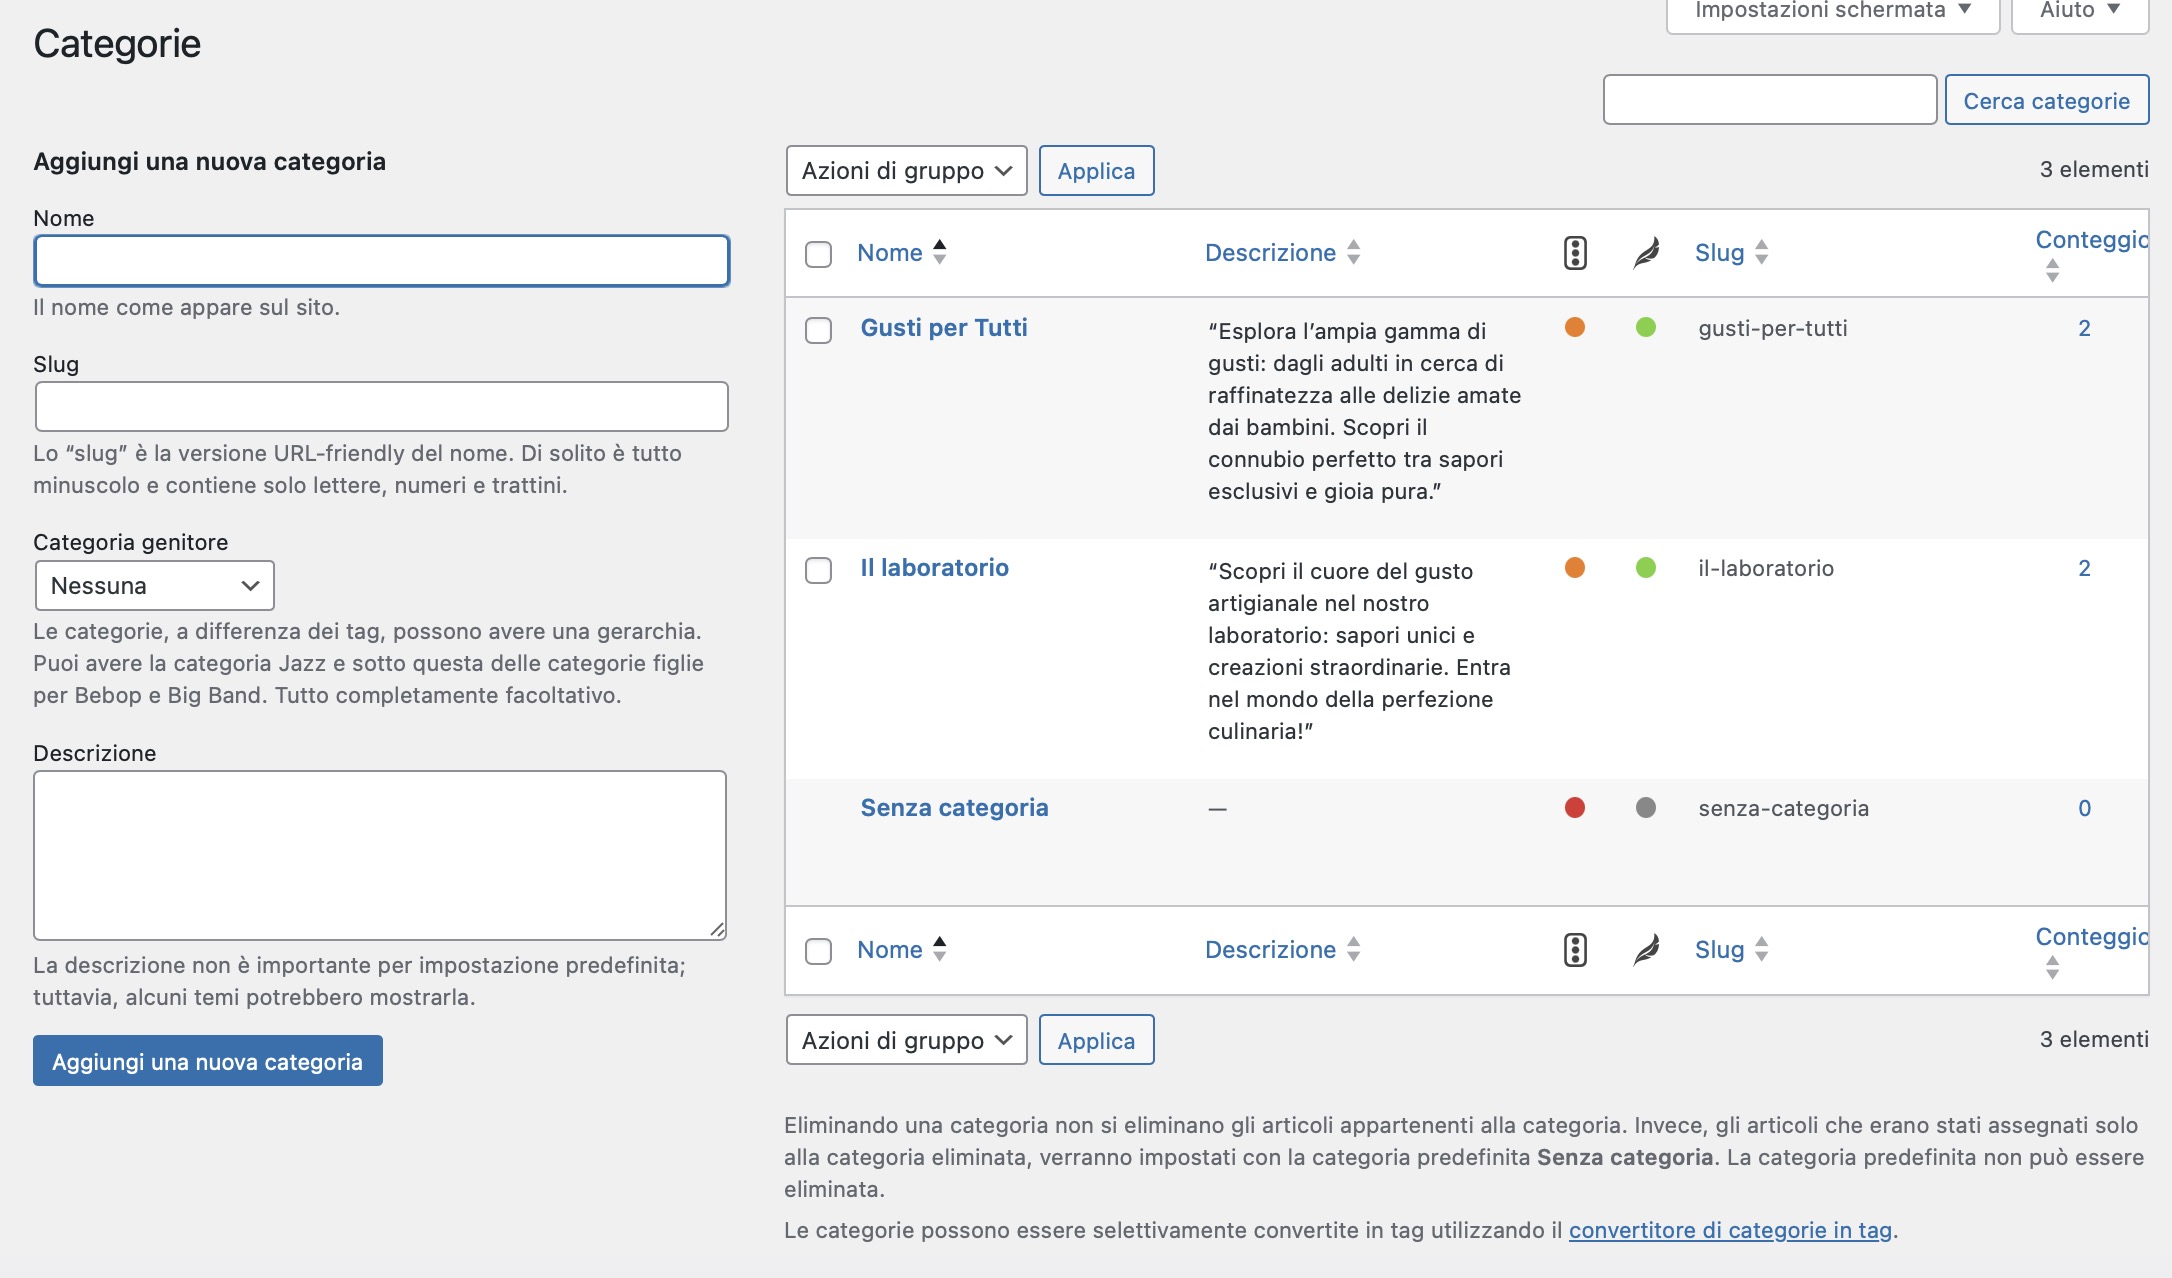 Impostazioni schermata
Aiuto
Categorie
Cerca categorie
Aggiungi una nuova categoria
Nome
Il nome come appare sul sito.
Slug
Lo “slug” è la versione URL-friendly del nome. Di solito è tutto
minuscolo e contiene solo lettere, numeri e trattini.
Categoria genitore
Nessuna
Le categorie, a differenza dei tag, possono avere una gerarchia.
Puoi avere la categoria Jazz e sotto questa delle categorie figlie
per Bebop e Big Band. Tutto completamente facoltativo.
Descrizione
La descrizione non è importante per impostazione predefinita;
tuttavia, alcuni temi potrebbero mostrarla.
Aggiungi una nuova categoria
Azioni di gruppo
Applica
3 elementi
Nome
Descrizione
Slug
Conteggio
Gusti per Tutti
“Esplora l’ampia gamma di
gusti: dagli adulti in cerca di
raffinatezza alle delizie amate
dai bambini. Scopri il
connubio perfetto tra sapori
esclusivi e gioia pura.”
gusti-per-tutti
2
Il laboratorio
“Scopri il cuore del gusto
artigianale nel nostro
laboratorio: sapori unici e
creazioni straordinarie. Entra
nel mondo della perfezione
culinaria!”
il-laboratorio
2
Senza categoria
—
senza-categoria
0
Nome
Descrizione
Slug
Conteggio
Azioni di gruppo
Applica
3 elementi
Eliminando una categoria non si eliminano gli articoli appartenenti alla categoria. Invece, gli articoli che erano stati assegnati solo
alla categoria eliminata, verranno impostati con la categoria predefinita Senza categoria. La categoria predefinita non può essere
eliminata.
Le categorie possono essere selettivamente convertite in tag utilizzando il convertitore di categorie in tag.